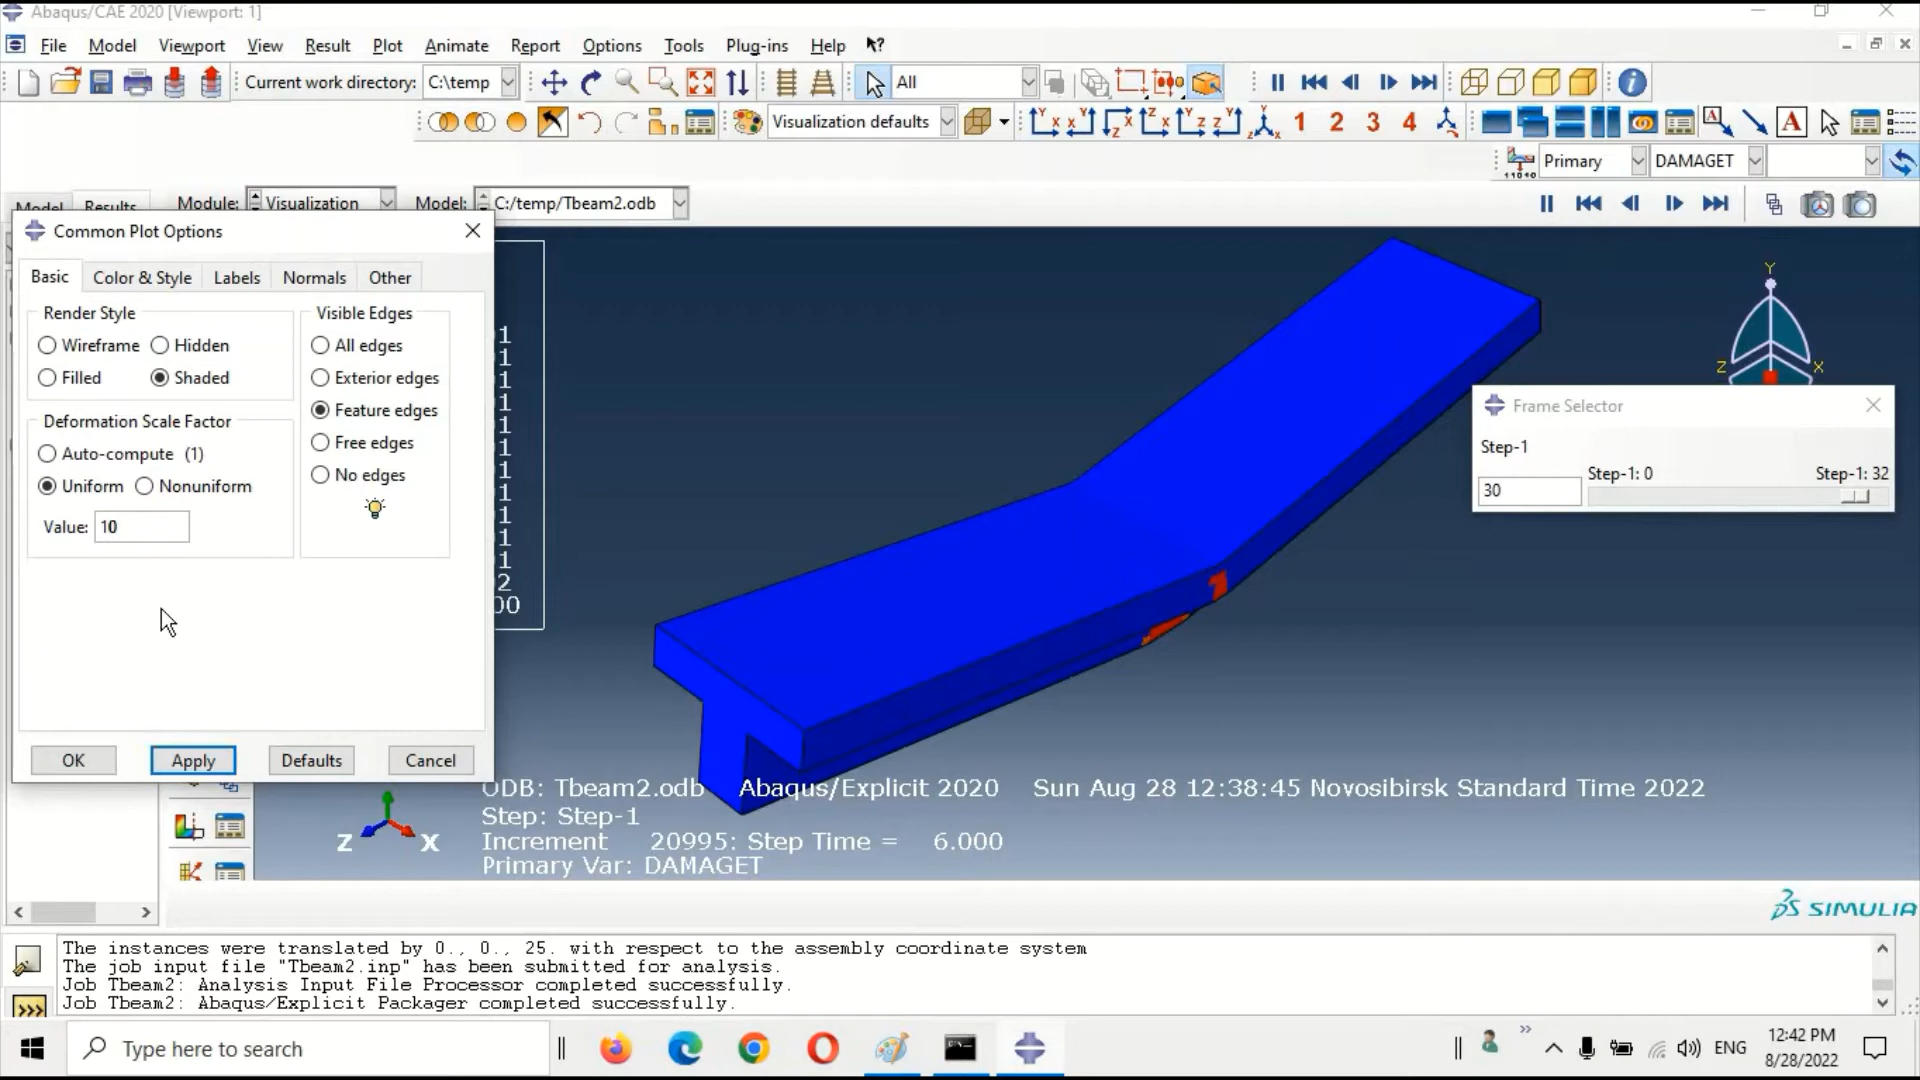 Abaqus/CAE 2020 [Viewport: 1]
File Model Viewport View Result Plot Animate Report Options Tools Plug-ins Help
Current work directory: C:\temp All
Visualization defaults 1 2 3 4
Primary DAMAGET
Model Results Module: Visualization Model: C:/temp/Tbeam2.odb
Common Plot Options
Basic Color & Style Labels Normals Other
Render Style
Wireframe Hidden
Filled Shaded
Deformation Scale Factor
Auto-compute (1)
Uniform Nonuniform
Value: 10
Visible Edges
All edges
Exterior edges
Feature edges
Free edges
No edges
OK Apply Defaults Cancel
Y
Z X
Frame Selector
Step-1
30 Step-1: 0 Step-1: 32
Z X
ODB: Tbeam2.odb Abaqus/Explicit 2020 Sun Aug 28 12:38:45 Novosibirsk Standard Time 2022
Step: Step-1
Increment 20995: Step Time = 6.000
Primary Var: DAMAGET
SIMULIA
The instances were translated by 0., 0., 25. with respect to the assembly coordinate system
The job input file "Tbeam2.inp" has been submitted for analysis.
Job Tbeam2: Analysis Input File Processor completed successfully.
Job Tbeam2: Abaqus/Explicit Packager completed successfully.
Type here to search
ENG
12:42 PM
8/28/2022